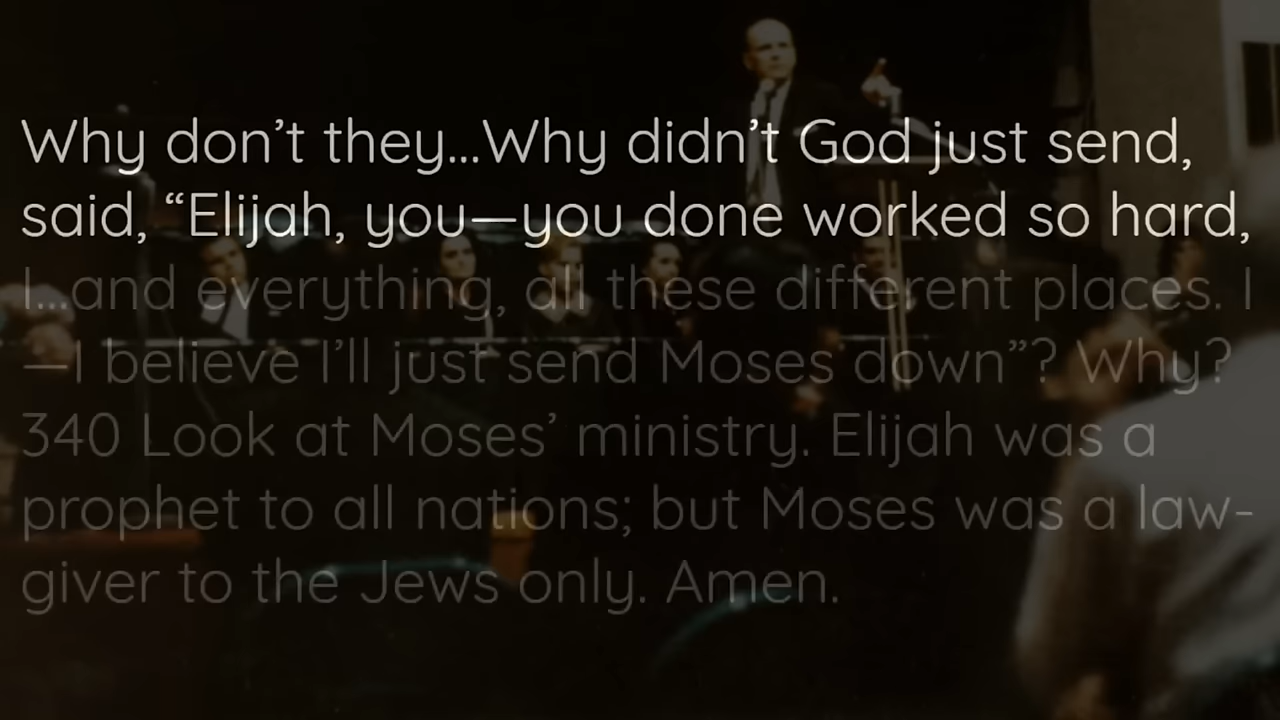 Why don’t they...Why didn’t God just send,
said, “Elijah, you—you done worked so hard,
I...and everything, all these different places. I
—I believe I’ll just send Moses down”? Why?
340 Look at Moses’ ministry. Elijah was a
prophet to all nations; but Moses was a law-
giver to the Jews only. Amen.